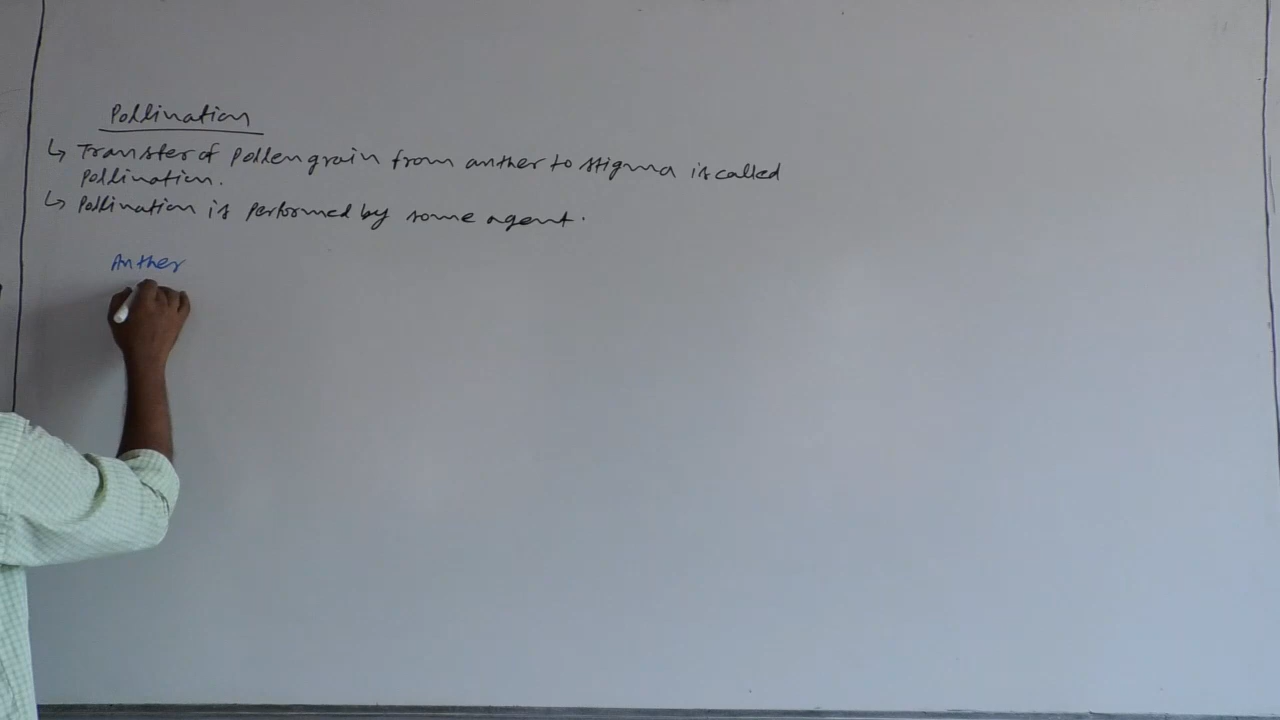 Pollination
↳ Transfer of Pollen grain from anther to stigma is called
Pollination.
↳ Pollination is Performed by some agent.
Anther